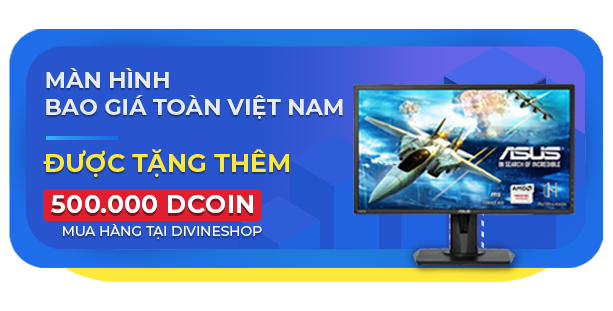 MÀN HÌNH
BAO GIÁ TOÀN VIỆT NAM
ĐƯỢC TẶNG THÊM
500.000 DCOIN
MUA HÀNG TẠI DIVINESHOP
ASUS
IN SEARCH OF INCREDIBLE
AMD